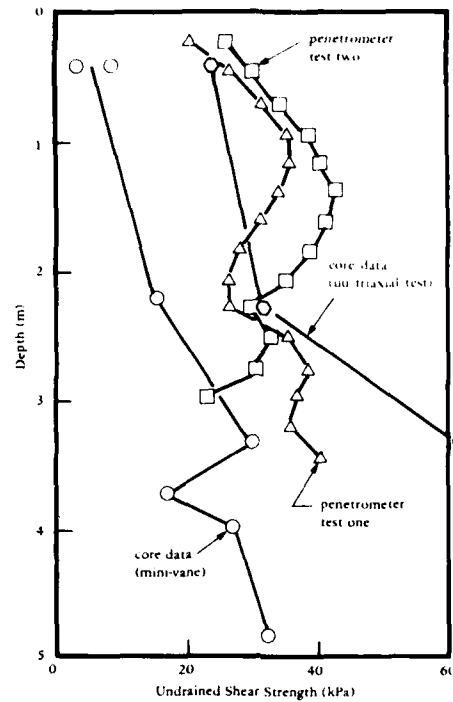 0
penetrometer
test two
1
2
core data
(uu triaxial test)
Depth (m)
3
penetrometer
test one
4
core data
(mini-vane)
5
0
20
40
60
Undrained Shear Strength (kPa)